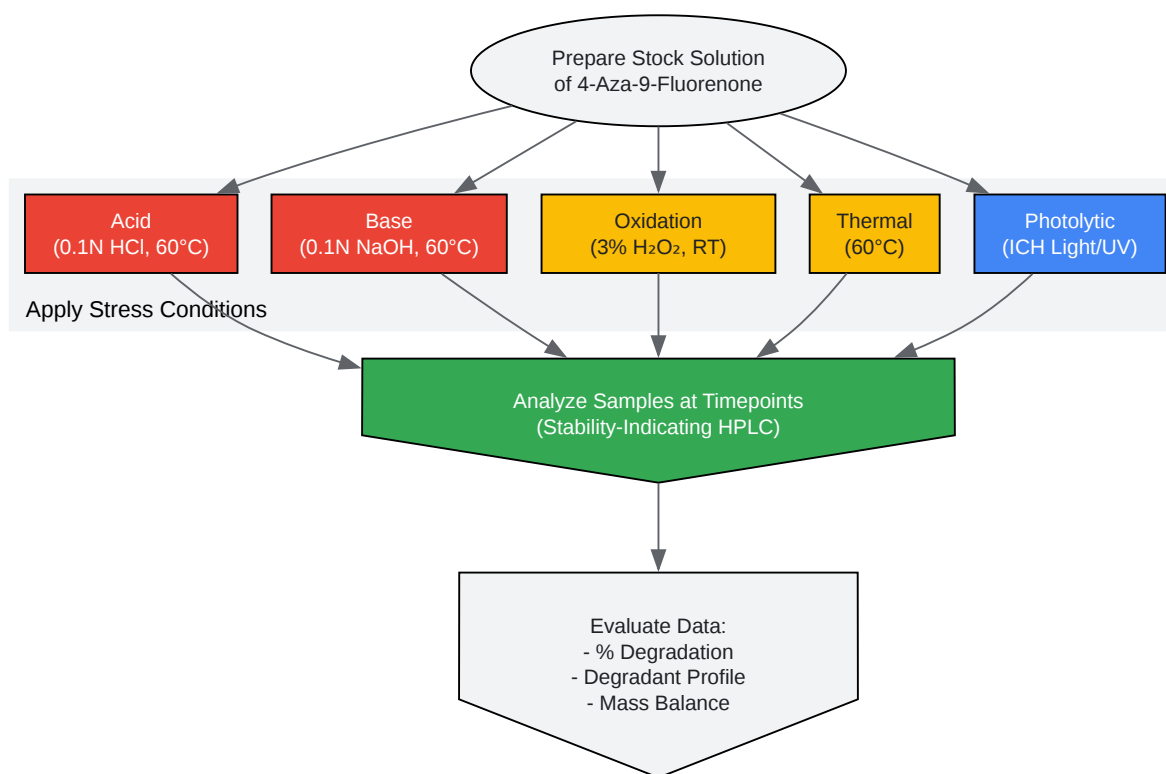 Prepare Stock Solution
of 4-Aza-9-Fluorenone
Acid
(0.1N HCl, 60°C)
Base
(0.1N NaOH, 60°C)
Oxidation
(3% H₂O₂, RT)
Thermal
(60°C)
Photolytic
(ICH Light/UV)
Apply Stress Conditions
Analyze Samples at Timepoints
(Stability-Indicating HPLC)
Evaluate Data:
- % Degradation
- Degradant Profile
- Mass Balance